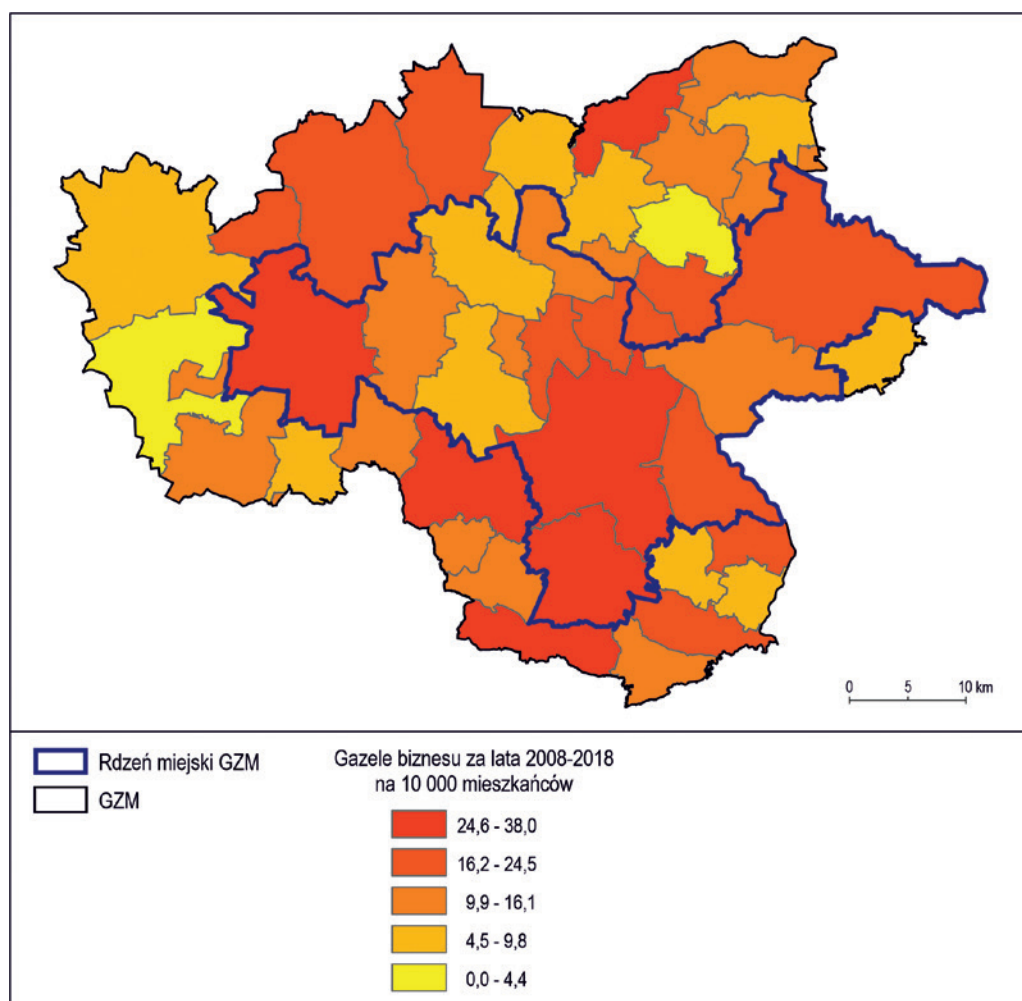 0 5 10 km
Rdzeń miejski GZM
GZM
Gazele biznesu za lata 2008-2018
na 10 000 mieszkańców
24,6 - 38,0
16,2 - 24,5
9,9 - 16,1
4,5 - 9,8
0,0 - 4,4